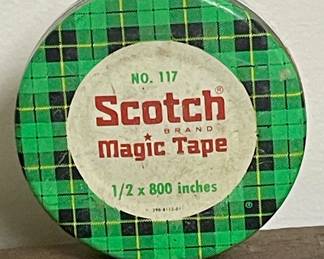 NO. 117
Scotch®
BRAND
Magic Tape
1/2 x 800 inches
®